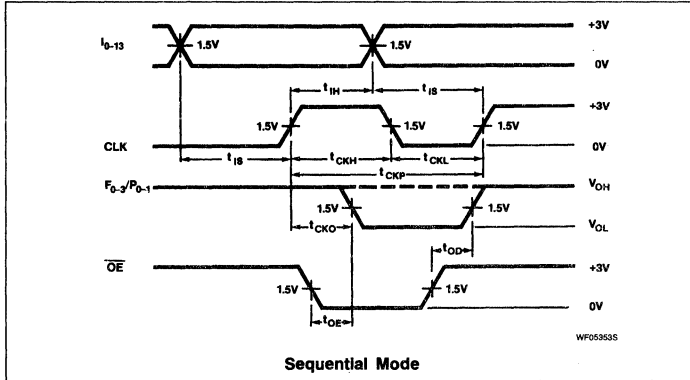 I0-13
1.5V
1.5V
+3V
0V
tIH
tIS
CLK
1.5V
1.5V
1.5V
+3V
0V
tIS
tCKH
tCKL
tCKP
F0-3/P0-1
1.5V
1.5V
VOH
VOL
tCKO
tOD
OE
1.5V
1.5V
+3V
0V
tOE
WF05353S
Sequential Mode